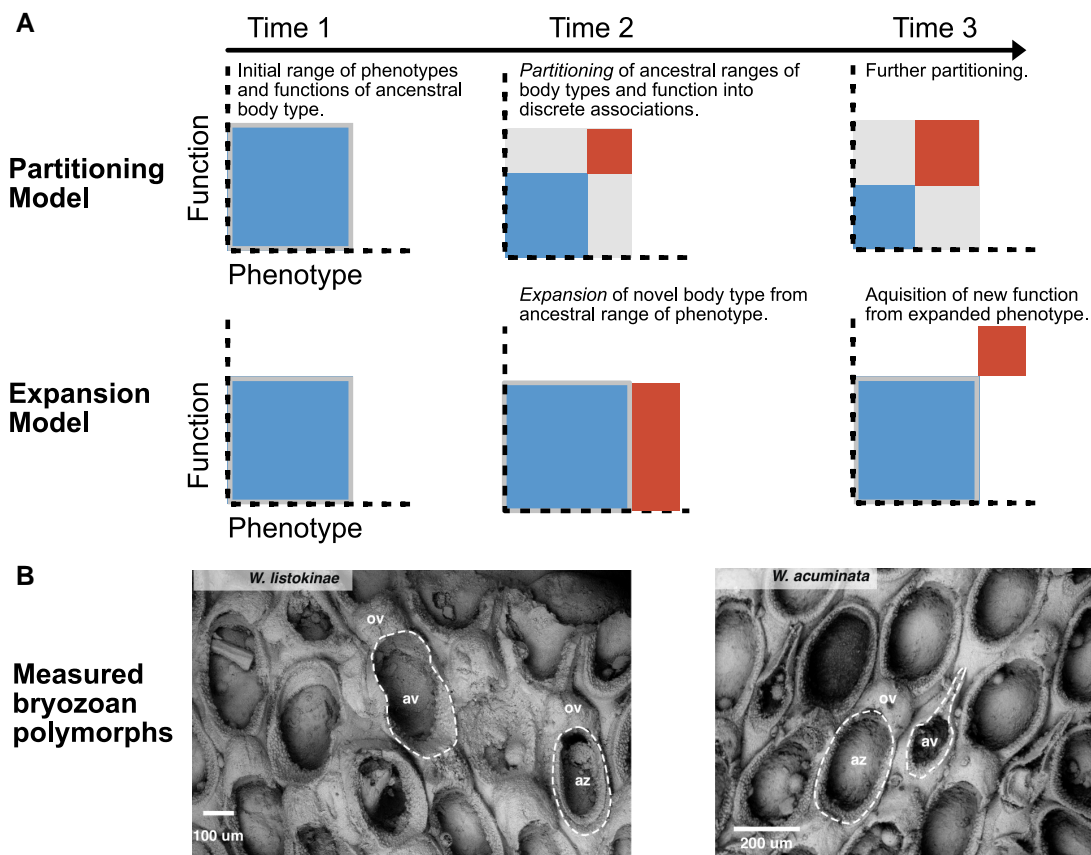 A
Time 1
Time 2
Time 3
Initial range of phenotypes
and functions of ancenstral
body type.
Partitioning of ancestral ranges of
body types and function into
discrete associations.
Further partitioning.
Partitioning
Model
Function
Phenotype
Expansion of novel body type from
ancestral range of phenotype.
Aquisition of new function
from expanded phenotype.
Expansion
Model
Function
Phenotype
B
Measured
bryozoan
polymorphs
W. listokinae
ov
av
ov
az
100 um
W. acuminata
ov
av
az
200 um